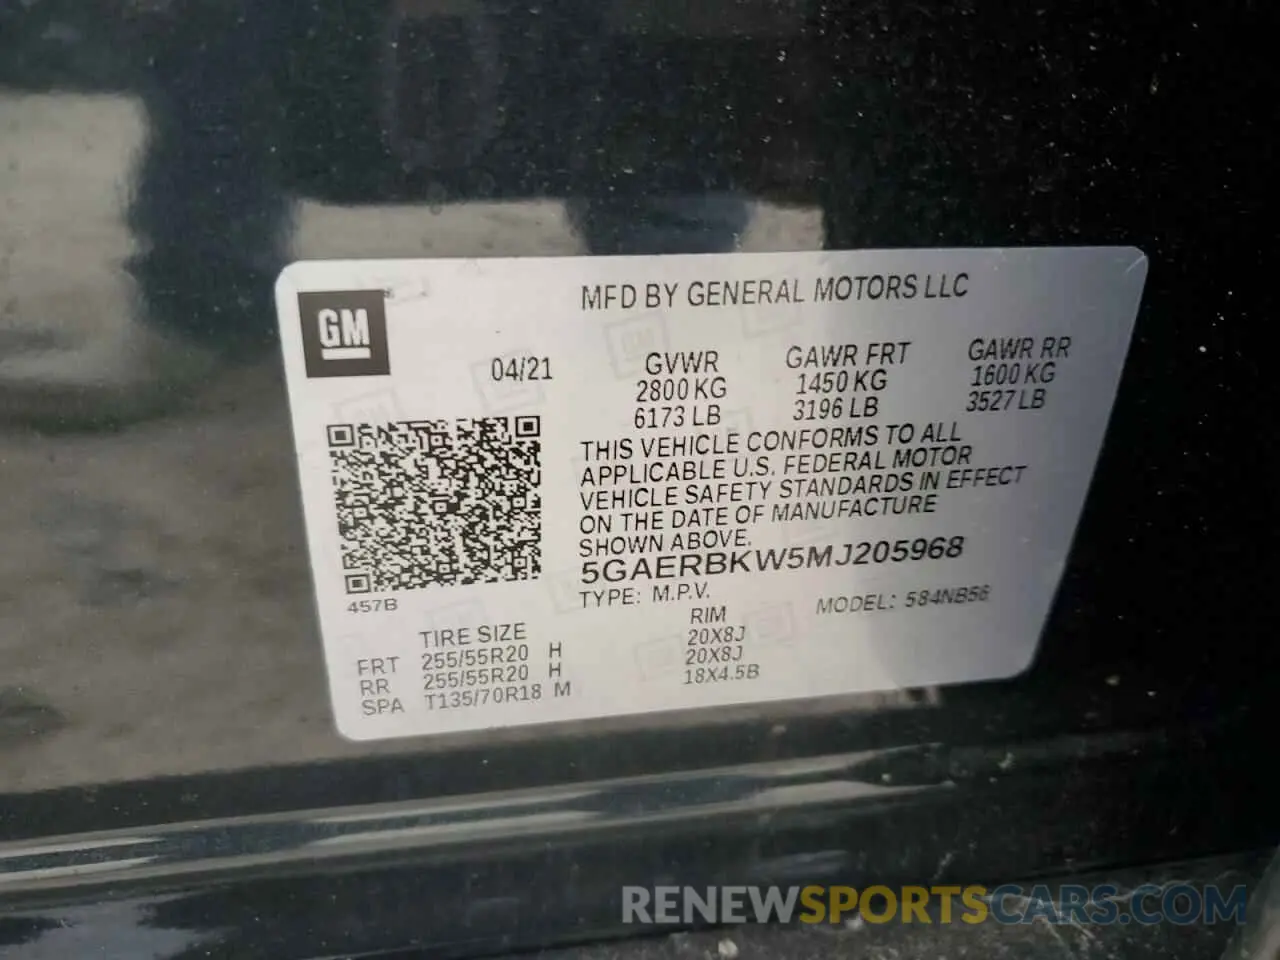 GM
MFD BY GENERAL MOTORS LLC
04/21
GVWR GAWR FRT GAWR RR
2800 KG 1450 KG 1600 KG
6173 LB 3196 LB 3527 LB
THIS VEHICLE CONFORMS TO ALL
APPLICABLE U.S. FEDERAL MOTOR
VEHICLE SAFETY STANDARDS IN EFFECT
ON THE DATE OF MANUFACTURE
SHOWN ABOVE.
5GAERBKW5MJ205968
TYPE: M.P.V. MODEL: 584NB56
457B
TIRE SIZE RIM
FRT 255/55R20 H 20X8J
RR 255/55R20 H 20X8J
SPA T135/70R18 M 18X4.5B
RENEWSPORTSCARS.COM